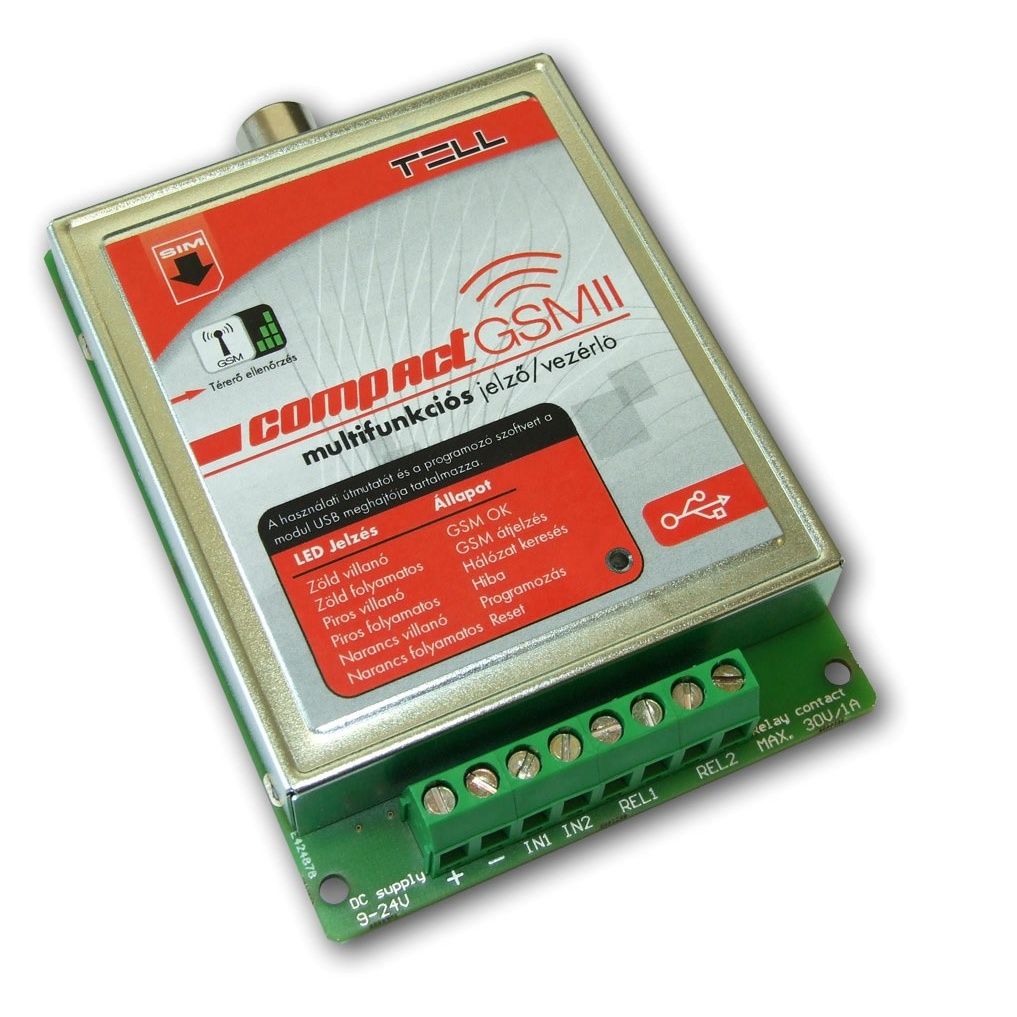 TELL
SIM
GSM
Térerő ellenőrzés
compact GSMII
multifunkciós jelző/vezérlő
A használati útmutatót és a programozó szoftvert a
modul USB meghajtója tartalmazza.
LED Jelzés Állapot
Zöld villanó GSM OK
Zöld folyamatos GSM átjelzés
Piros villanó Hálózat keresés
Piros folyamatos Hiba
Narancs villanó Programozás
Narancs folyamatos Reset
Relay contact
MAX. 30V/1A
DC supply
9-24V
+ - IN1 IN2 REL1 REL2